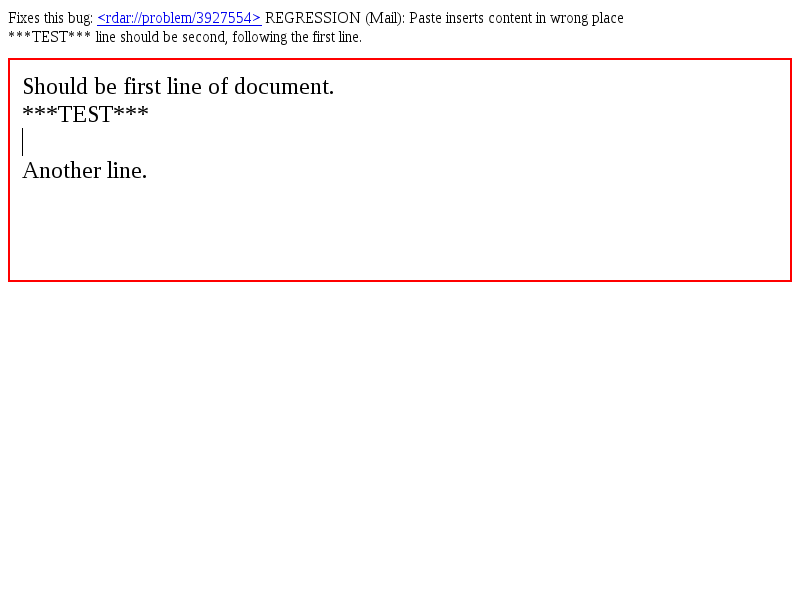 Fixes this bug: <rdar://problem/3927554> REGRESSION (Mail): Paste inserts content in wrong place
***TEST*** line should be second, following the first line.
Should be first line of document.
***TEST***
Another line.